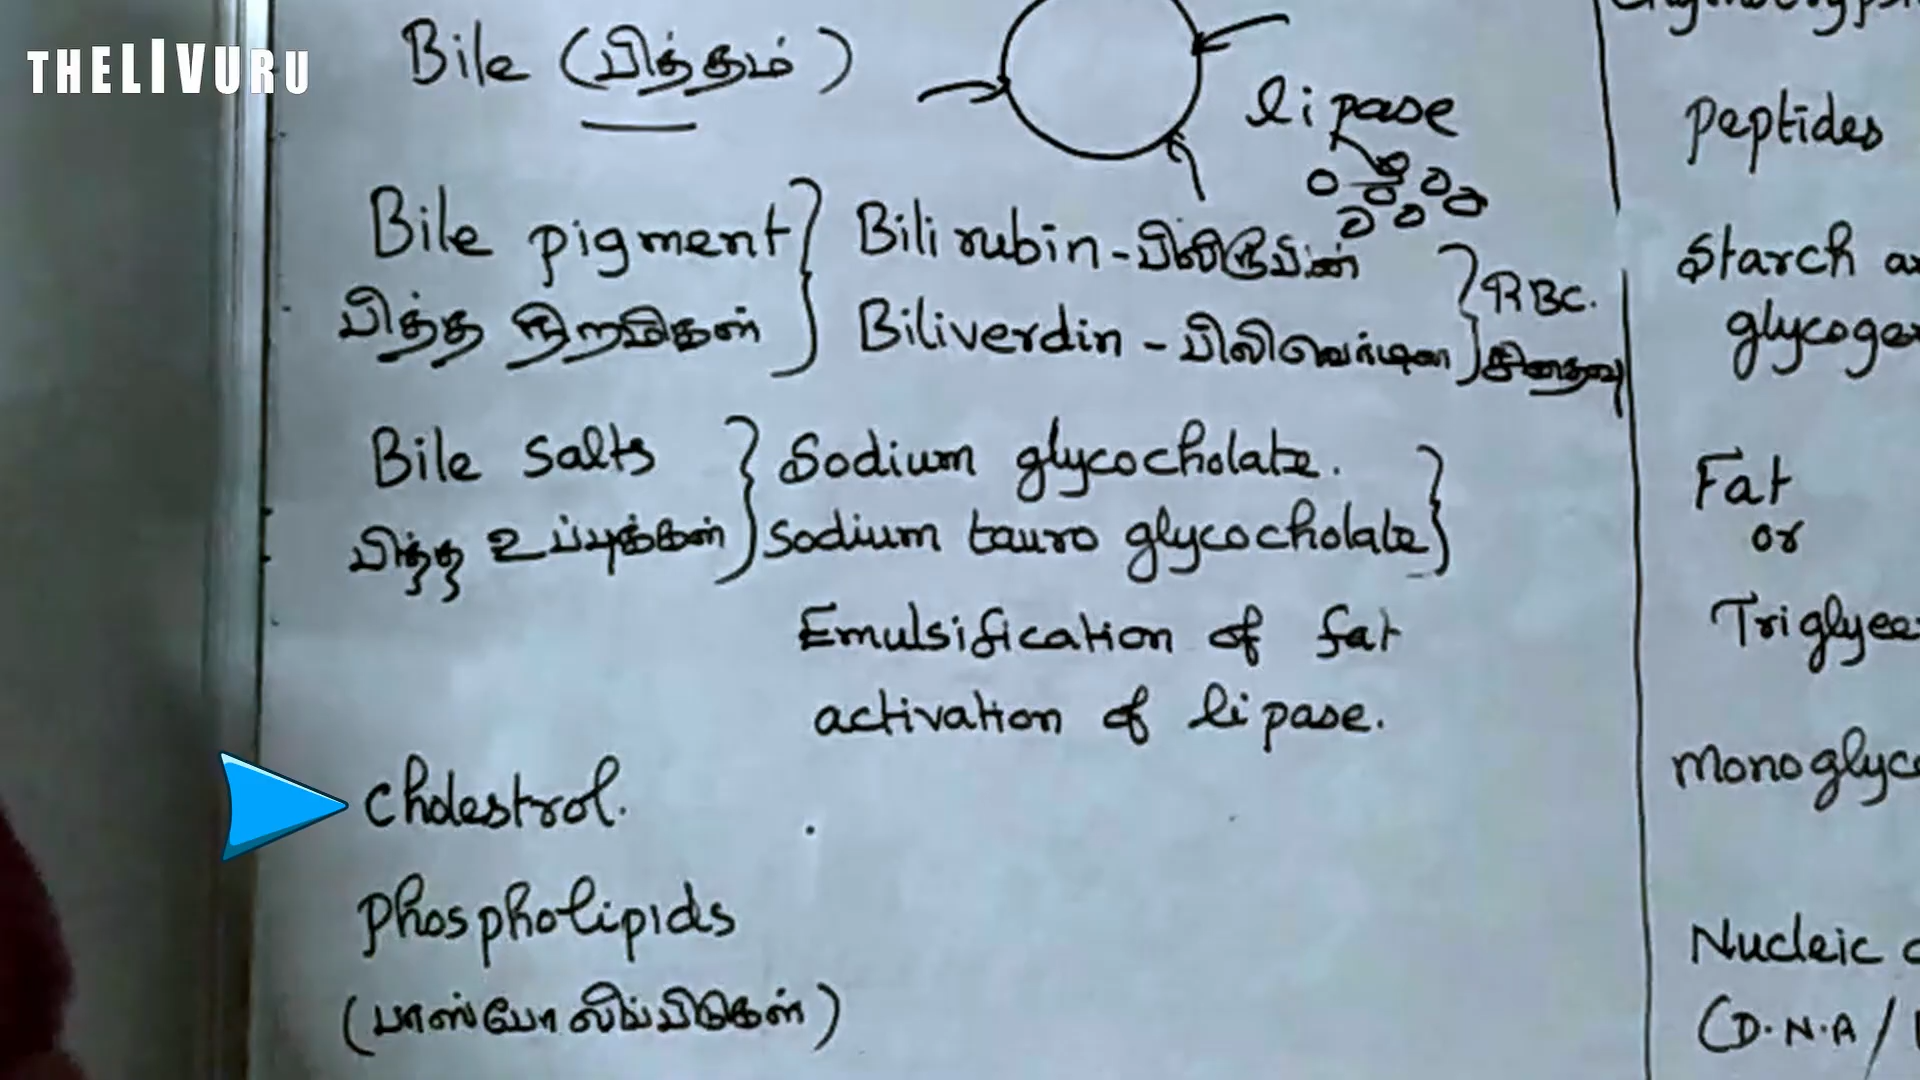 THELIVURU
Bile (பித்தம்)
lipase
Bile pigment } Bilirubin - பிலிருபின்
பித்த நிறமிகள் } Biliverdin - பிலிவெர்டின் } RBC.
சிதைவு
Bile salts } Sodium glycocholate.
பித்த உப்புக்கள் } Sodium tauro glycocholate }
Emulsification of fat
activation of lipase.
Cholestrol.
Phospholipids
(பாஸ்போலிப்பிடுகள்)
Peptides
Starch a
glycoge
Fat
or
Triglyce
Monoglyc
Nucleic
(D.N.A /